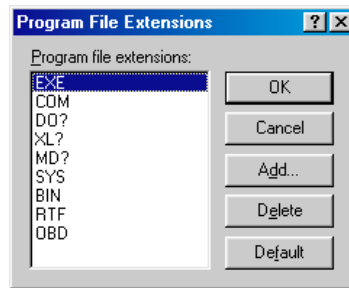 Program File Extensions
Program file extensions:
EXE
COM
DO?
XL?
MD?
SYS
BIN
RTF
OBD
OK
Cancel
Add...
Delete
Default